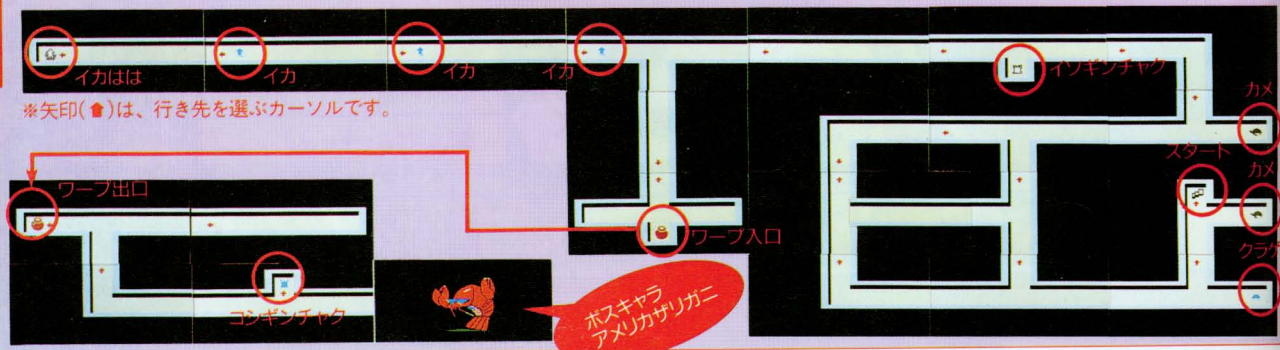 イカはは
イカ
イカ
イカ
イソギンチャク
カメ
※矢印(⬆)は、行き先を選ぶカーソルです。
スタート
カメ
ワープ出口
ワープ入口
クラゲ
コシギンチャク
ボスキャラ
アメリカザリガニ